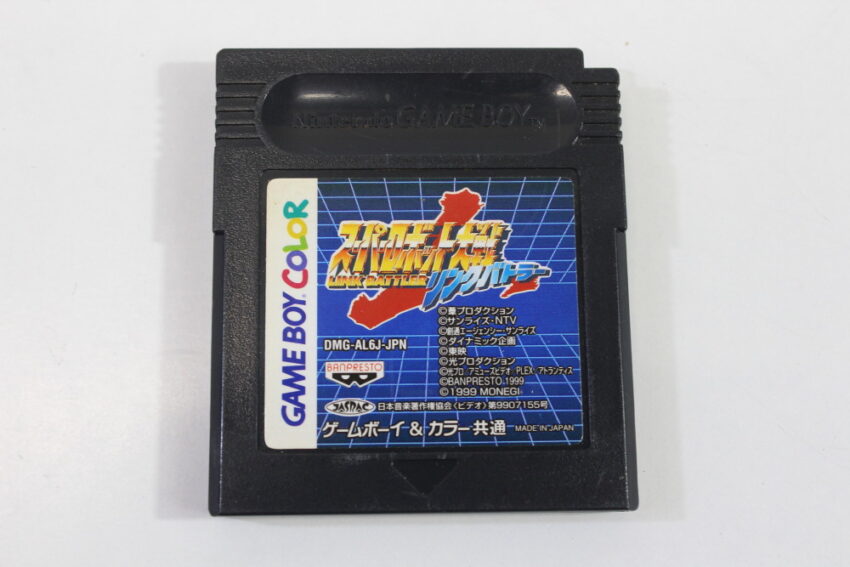 Nintendo GAME BOY TM
GAME BOY COLOR
スーパーロボット大戦
LINK BATTLER
リンクバトラー
©葦プロダクション
©サンライズ・NTV
©創通エージェンシー・サンライズ
©ダイナミック企画
©東映
©光プロダクション
©光プロ/アミューズビデオ/PLEX/アトランティス
©BANPRESTO 1999
©1999 MONEGI
DMG-AL6J-JPN
BANPRESTO
JASRAC
日本音楽著作権協会〈ビデオ〉第9907155号
ゲームボーイ & カラー共通
MADE IN JAPAN